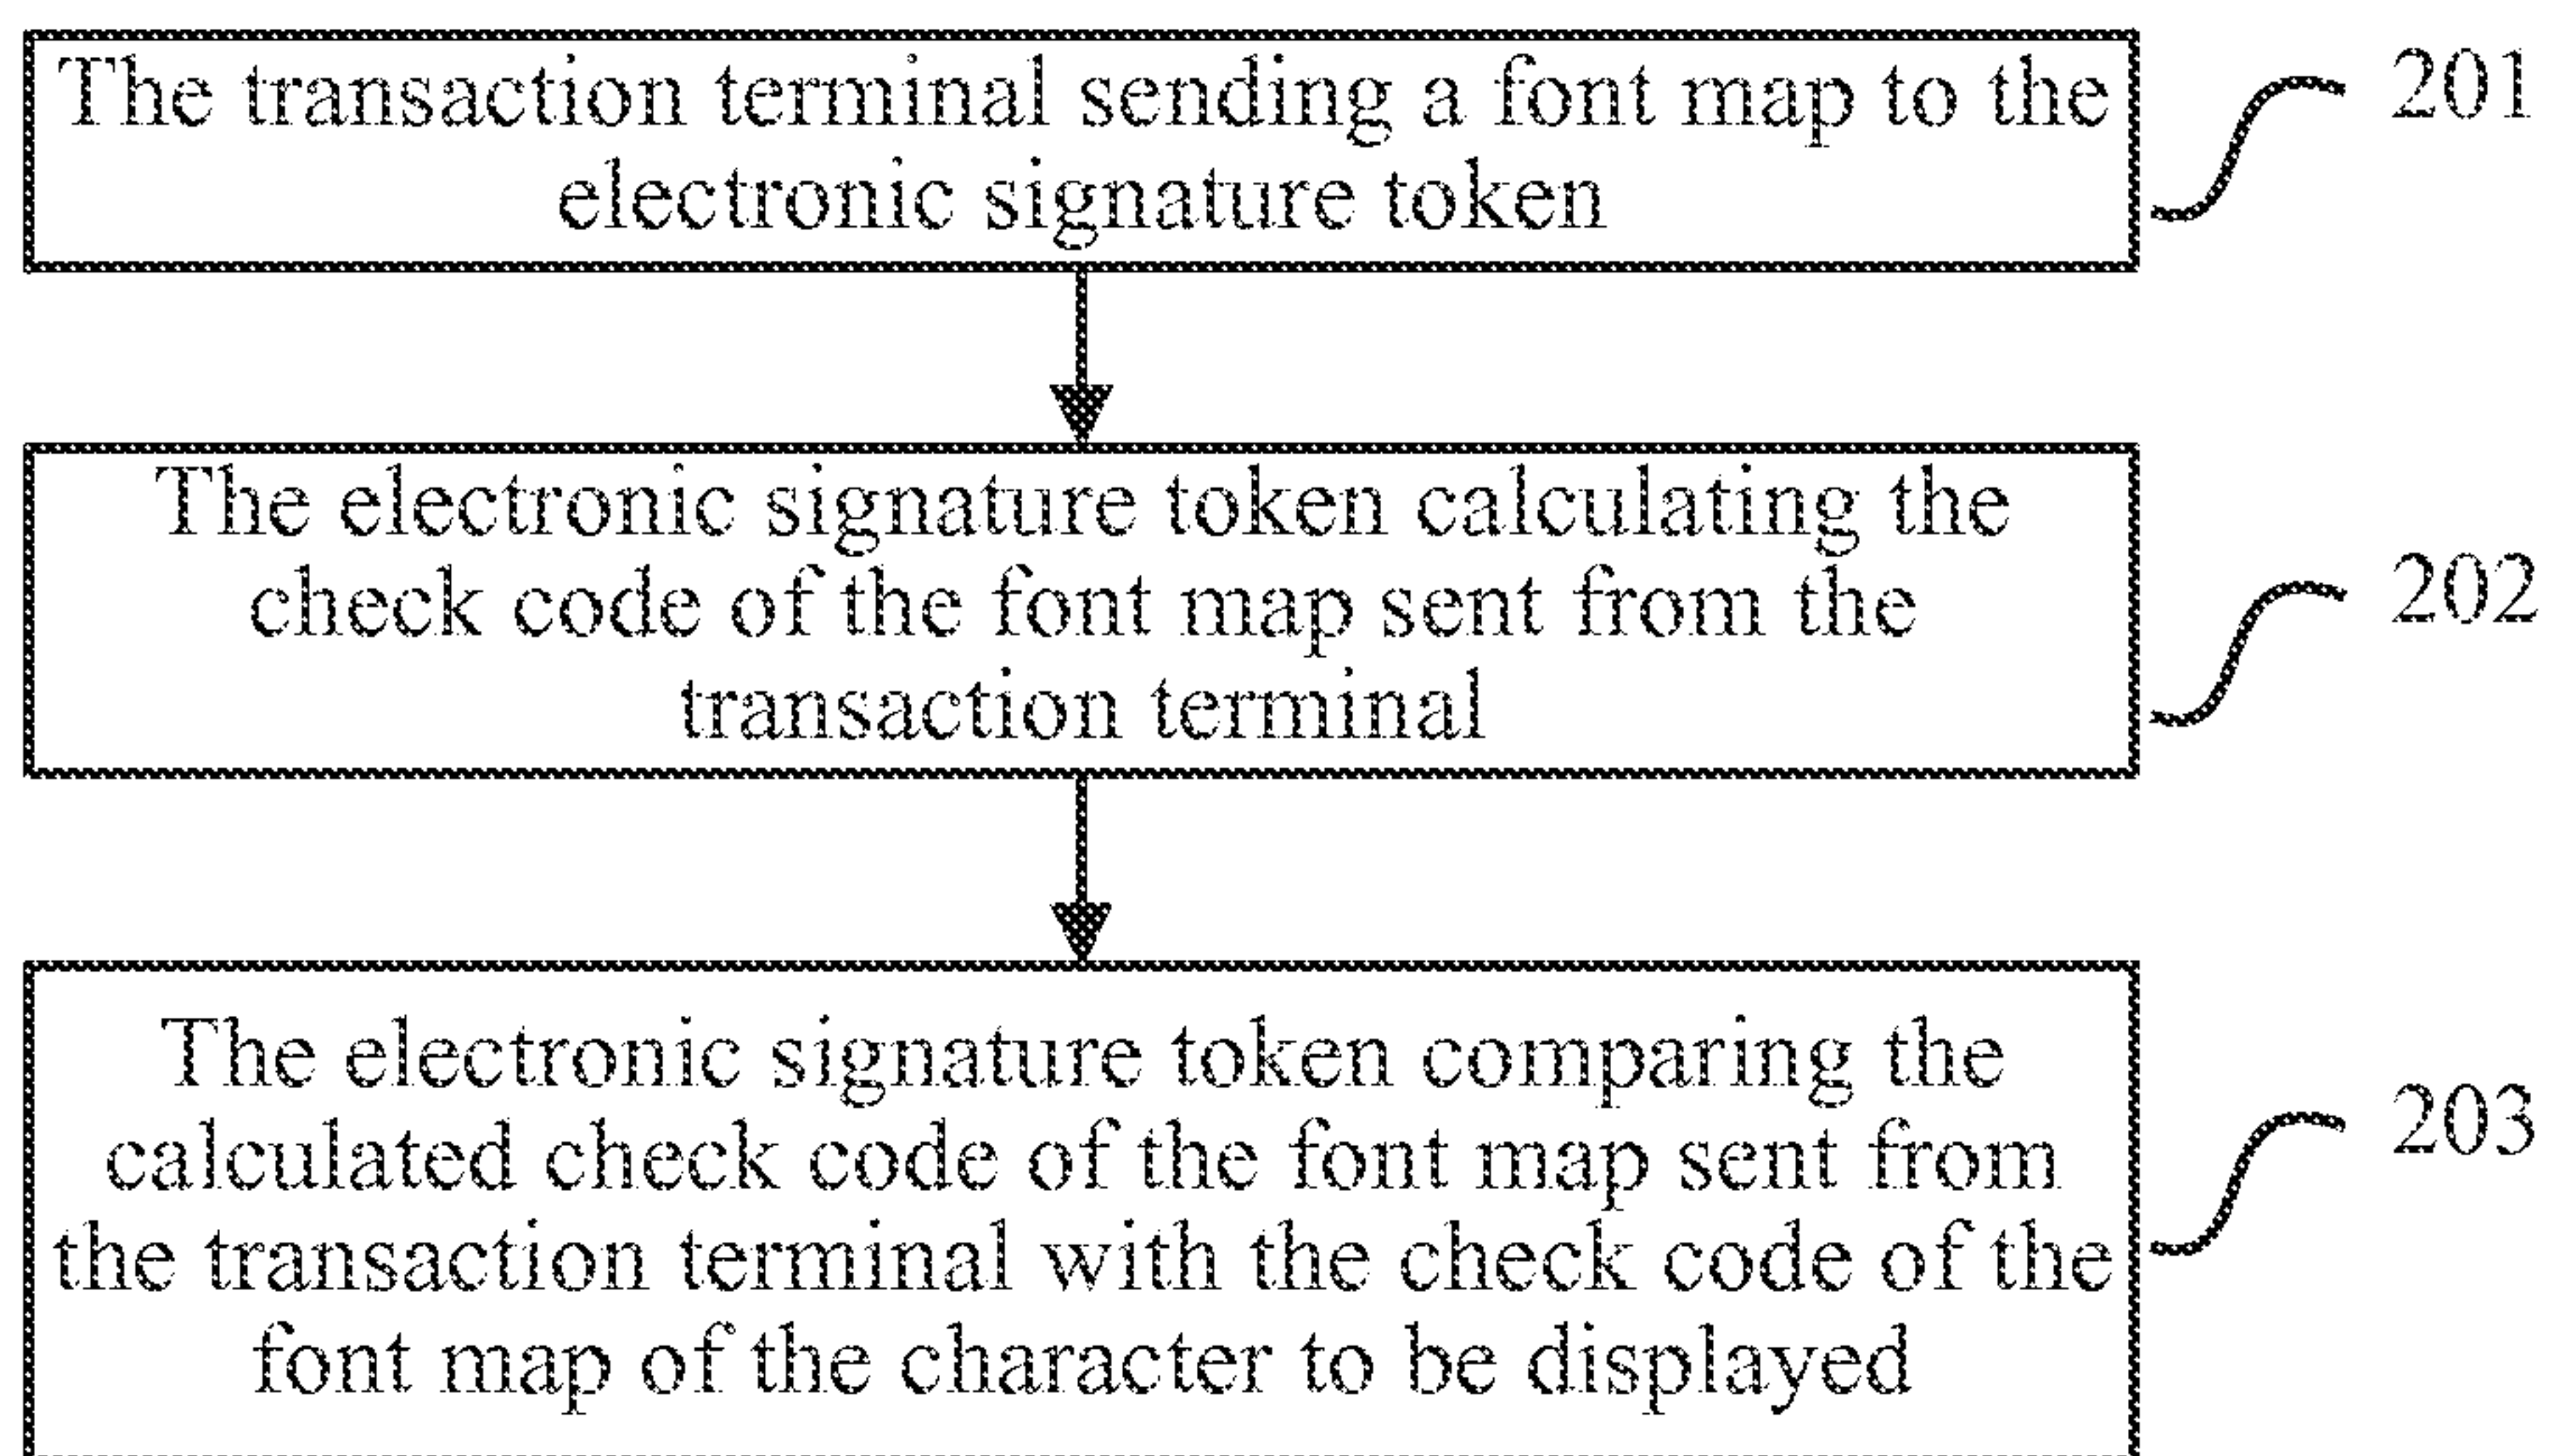 The transaction terminal sending a font map to the
electronic signature token
201
The electronic signature token calculating the
check code of the font map sent from the
transaction terminal
202
The electronic signature token comparing the
calculated check code of the font map sent from
the transaction terminal with the check code of the
font map of the character to be displayed
203